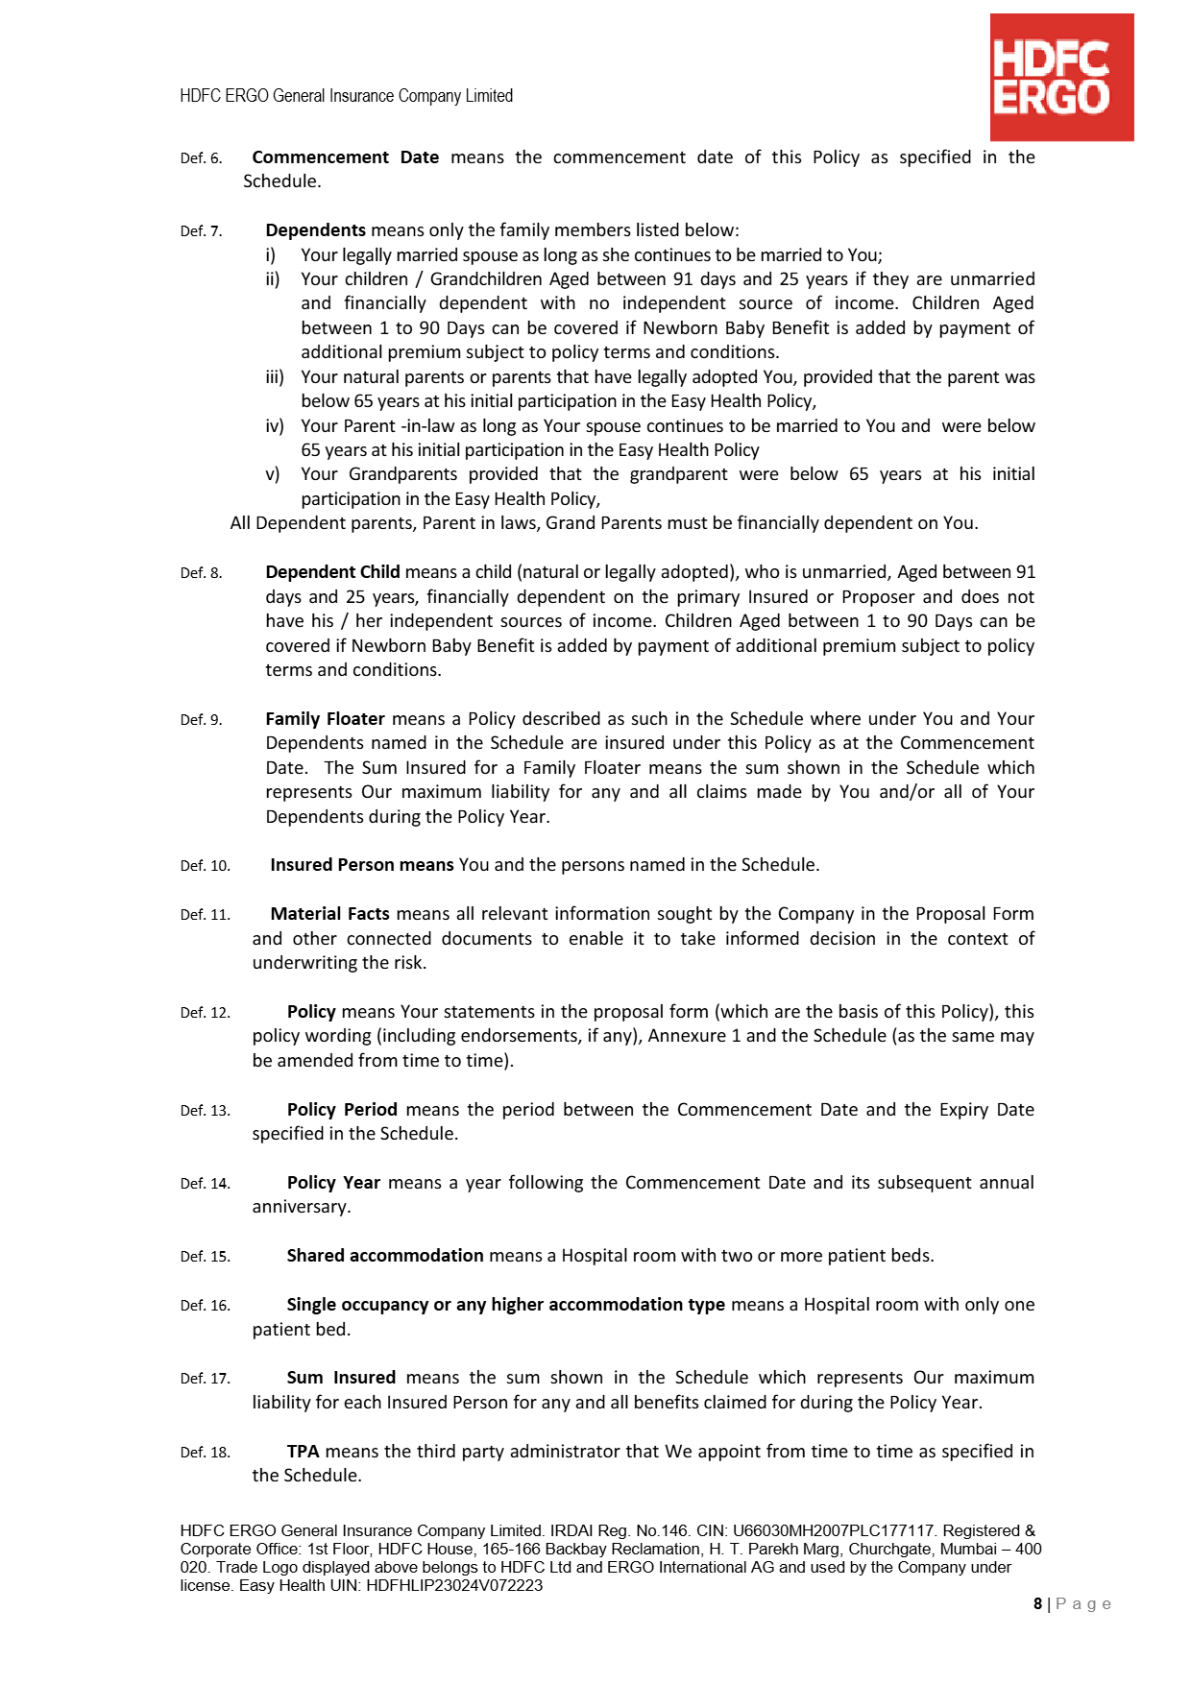 HDFC
ERGO
HDFC ERGO General Insurance Company Limited
Def. 6. Commencement Date means the commencement date of this Policy as specified in the
Schedule.
Def. 7. Dependents means only the family members listed below:
i) Your legally married spouse as long as she continues to be married to You;
ii) Your children / Grandchildren Aged between 91 days and 25 years if they are unmarried
and financially dependent with no independent source of income. Children Aged
between 1 to 90 Days can be covered if Newborn Baby Benefit is added by payment of
additional premium subject to policy terms and conditions.
iii) Your natural parents or parents that have legally adopted You, provided that the parent was
below 65 years at his initial participation in the Easy Health Policy,
iv) Your Parent -in-law as long as Your spouse continues to be married to You and were below
65 years at his initial participation in the Easy Health Policy
v) Your Grandparents provided that the grandparent were below 65 years at his initial
participation in the Easy Health Policy,
All Dependent parents, Parent in laws, Grand Parents must be financially dependent on You.
Def. 8. Dependent Child means a child (natural or legally adopted), who is unmarried, Aged between 91
days and 25 years, financially dependent on the primary Insured or Proposer and does not
have his / her independent sources of income. Children Aged between 1 to 90 Days can be
covered if Newborn Baby Benefit is added by payment of additional premium subject to policy
terms and conditions.
Def. 9. Family Floater means a Policy described as such in the Schedule where under You and Your
Dependents named in the Schedule are insured under this Policy as at the Commencement
Date. The Sum Insured for a Family Floater means the sum shown in the Schedule which
represents Our maximum liability for any and all claims made by You and/or all of Your
Dependents during the Policy Year.
Def. 10. Insured Person means You and the persons named in the Schedule.
Def. 11. Material Facts means all relevant information sought by the Company in the Proposal Form
and other connected documents to enable it to take informed decision in the context of
underwriting the risk.
Def. 12. Policy means Your statements in the proposal form (which are the basis of this Policy), this
policy wording (including endorsements, if any), Annexure 1 and the Schedule (as the same may
be amended from time to time).
Def. 13. Policy Period means the period between the Commencement Date and the Expiry Date
specified in the Schedule.
Def. 14. Policy Year means a year following the Commencement Date and its subsequent annual
anniversary.
Def. 15. Shared accommodation means a Hospital room with two or more patient beds.
Def. 16. Single occupancy or any higher accommodation type means a Hospital room with only one
patient bed.
Def. 17. Sum Insured means the sum shown in the Schedule which represents Our maximum
liability for each Insured Person for any and all benefits claimed for during the Policy Year.
Def. 18. TPA means the third party administrator that We appoint from time to time as specified in
the Schedule.
HDFC ERGO General Insurance Company Limited. IRDAI Reg. No.146. CIN: U66030MH2007PLC177117. Registered &
Corporate Office: 1st Floor, HDFC House, 165-166 Backbay Reclamation, H. T. Parekh Marg, Churchgate, Mumbai – 400
020. Trade Logo displayed above belongs to HDFC Ltd and ERGO International AG and used by the Company under
license. Easy Health UIN: HDFHLIP23024V072223
8 | Page